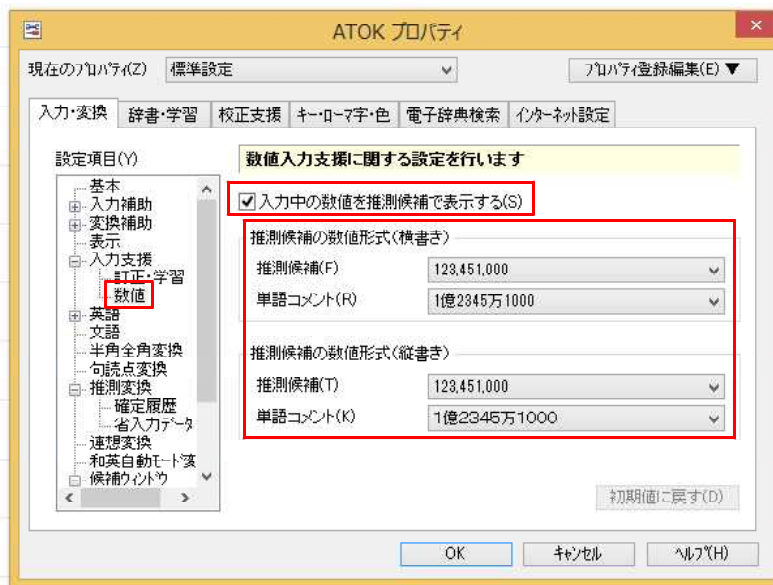 ATOK プロパティ
現在のプロパティ(Z) 標準設定 プロパティ登録編集(E) ▼
入力・変換 辞書・学習 校正支援 キー・ローマ字・色 電子辞典検索 インターネット設定
設定項目(Y)
基本
入力補助
変換補助
表示
入力支援
訂正・学習
数値
英語
文語
半角全角変換
句読点変換
推測変換
確定履歴
省入力データ
連想変換
和英自動モード変
候補ウィンドウ
数値入力支援に関する設定を行います
入力中の数値を推測候補で表示する(S)
推測候補の数値形式(横書き)
推測候補(F) 123,451,000
単語コメント(R) 1億2345万1000
推測候補の数値形式(縦書き)
推測候補(T) 123,451,000
単語コメント(K) 1億2345万1000
初期値に戻す(D)
OK キャンセル ヘルプ(H)